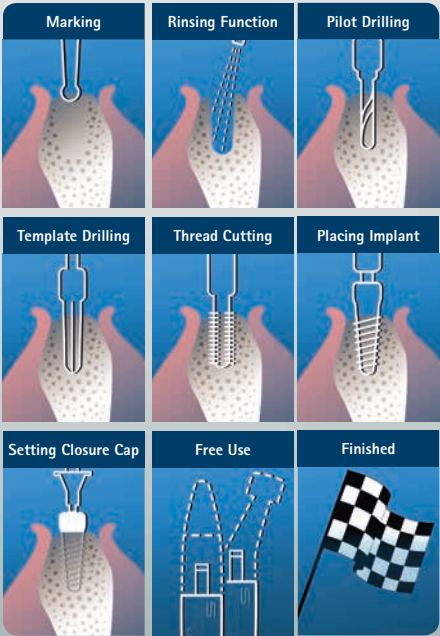 Marking
Rinsing Function
Pilot Drilling
Template Drilling
Thread Cutting
Placing Implant
Setting Closure Cap
Free Use
Finished